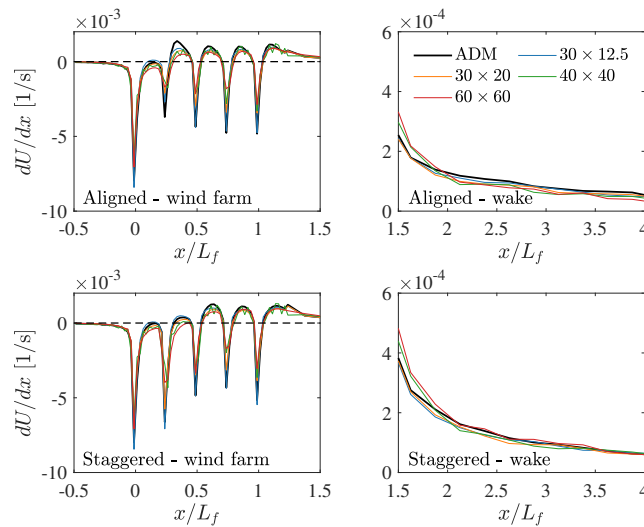 ×10⁻³
dU/dx [1/s]
0
-5
-10
Aligned - wind farm
-0.5 0 0.5 1 1.5
x/L_f
×10⁻⁴
6
4
2
0
ADM 30 × 12.5
30 × 20 40 × 40
60 × 60
Aligned - wake
1.5 2 2.5 3 3.5 4
x/L_f
×10⁻³
dU/dx [1/s]
0
-5
-10
Staggered - wind farm
-0.5 0 0.5 1 1.5
x/L_f
×10⁻⁴
6
4
2
0
Staggered - wake
1.5 2 2.5 3 3.5 4
x/L_f